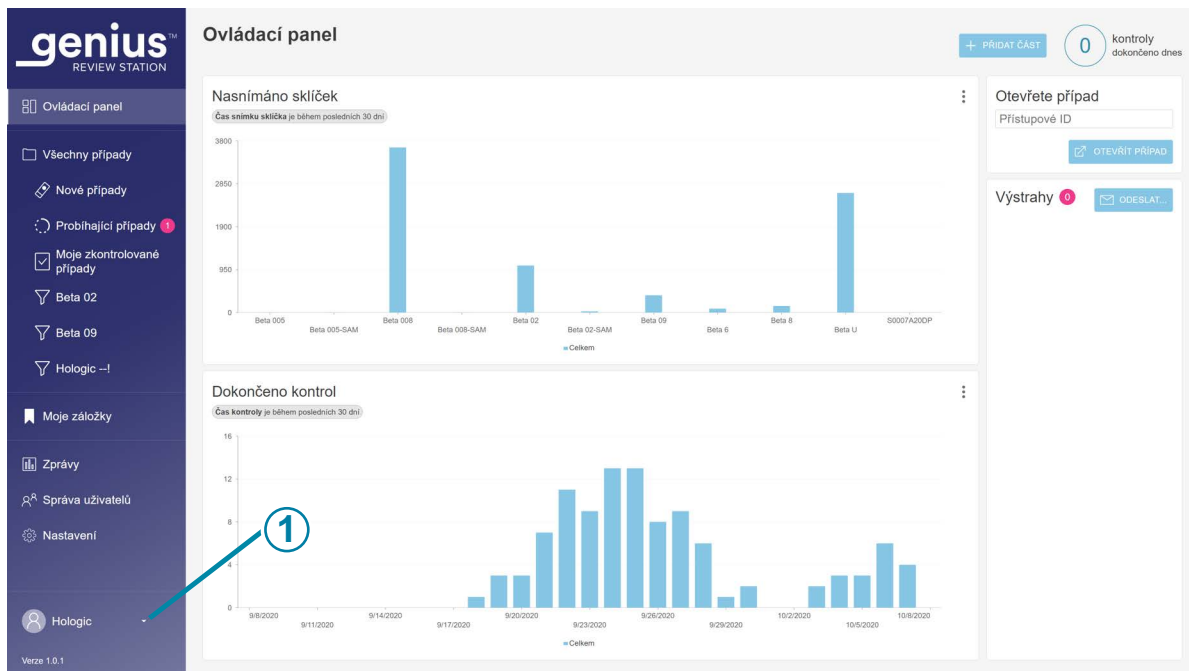 genius™
REVIEW STATION
Ovládací panel
Všechny případy
Nové případy
Probíhající případy 1
Moje zkontrolované
případy
Beta 02
Beta 09
Hologic --!
Moje záložky
Zprávy
Správa uživatelů
Nastavení
Hologic
Verze 1.0.1
Ovládací panel
+ PŘIDAT ČÁST
0
kontroly
dokončeno dnes
Nasnímáno sklíček
Čas snímku sklíčka je během posledních 30 dní
3800
2850
1900
950
0
Beta 005
Beta 005-SAM
Beta 008
Beta 008-SAM
Beta 02
Beta 02-SAM
Beta 09
Beta 6
Beta 8
Beta U
S0007A20DP
Celkem
Dokončeno kontrol
Čas kontroly je během posledních 30 dní
16
12
8
4
0
9/8/2020
9/11/2020
9/14/2020
9/17/2020
9/20/2020
9/23/2020
9/26/2020
9/29/2020
10/2/2020
10/5/2020
10/8/2020
Celkem
1
Otevřete případ
Přístupové ID
OTEVŘÍT PŘÍPAD
Výstrahy 0
ODESLAT...